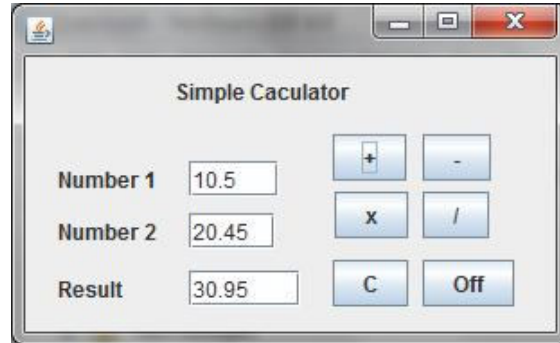 Simple Caculator
+ -
Number 1 10.5
x /
Number 2 20.45
Result 30.95 C Off